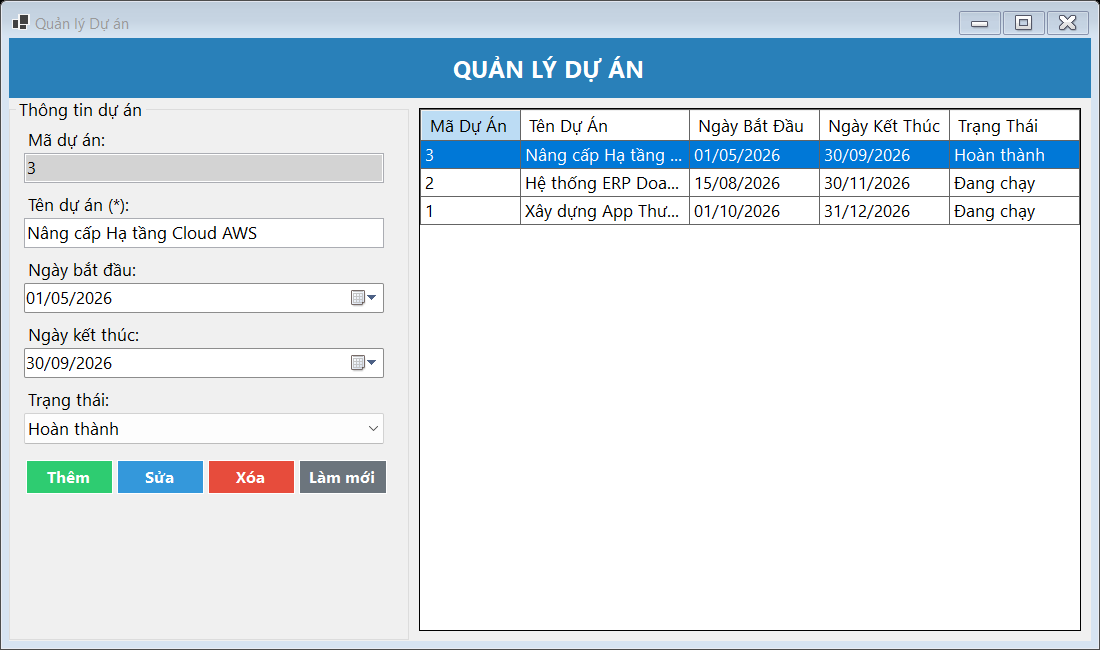 Quản lý Dự án
QUẢN LÝ DỰ ÁN
Thông tin dự án
Mã dự án:
3
Tên dự án (*):
Nâng cấp Hạ tầng Cloud AWS
Ngày bắt đầu:
01/05/2026
Ngày kết thúc:
30/09/2026
Trạng thái:
Hoàn thành
Thêm Sửa Xóa Làm mới
Mã Dự Án Tên Dự Án Ngày Bắt Đầu Ngày Kết Thúc Trạng Thái
3 Nâng cấp Hạ tầng ... 01/05/2026 30/09/2026 Hoàn thành
2 Hệ thống ERP Doa... 15/08/2026 30/11/2026 Đang chạy
1 Xây dựng App Thư... 01/10/2026 31/12/2026 Đang chạy